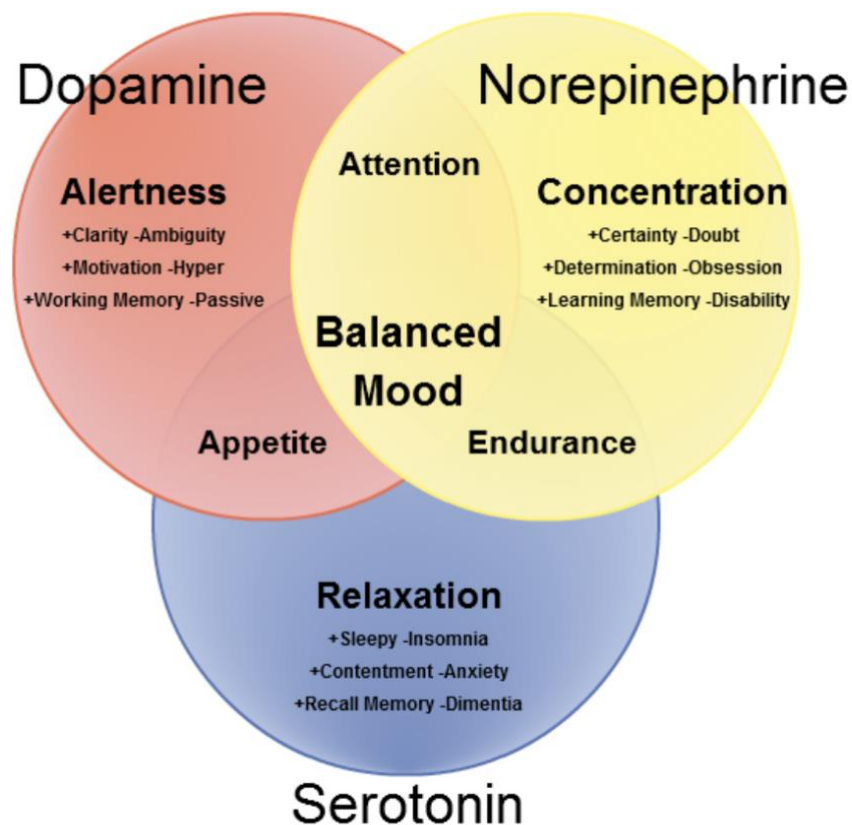 Dopamine
Norepinephrine
Attention
Alertness
+Clarity -Ambiguity
+Motivation -Hyper
+Working Memory -Passive
Concentration
+Certainty -Doubt
+Determination -Obsession
+Learning Memory -Disability
Balanced
Mood
Appetite
Endurance
Relaxation
+Sleepy -Insomnia
+Contentment -Anxiety
+Recall Memory -Dimentia
Serotonin